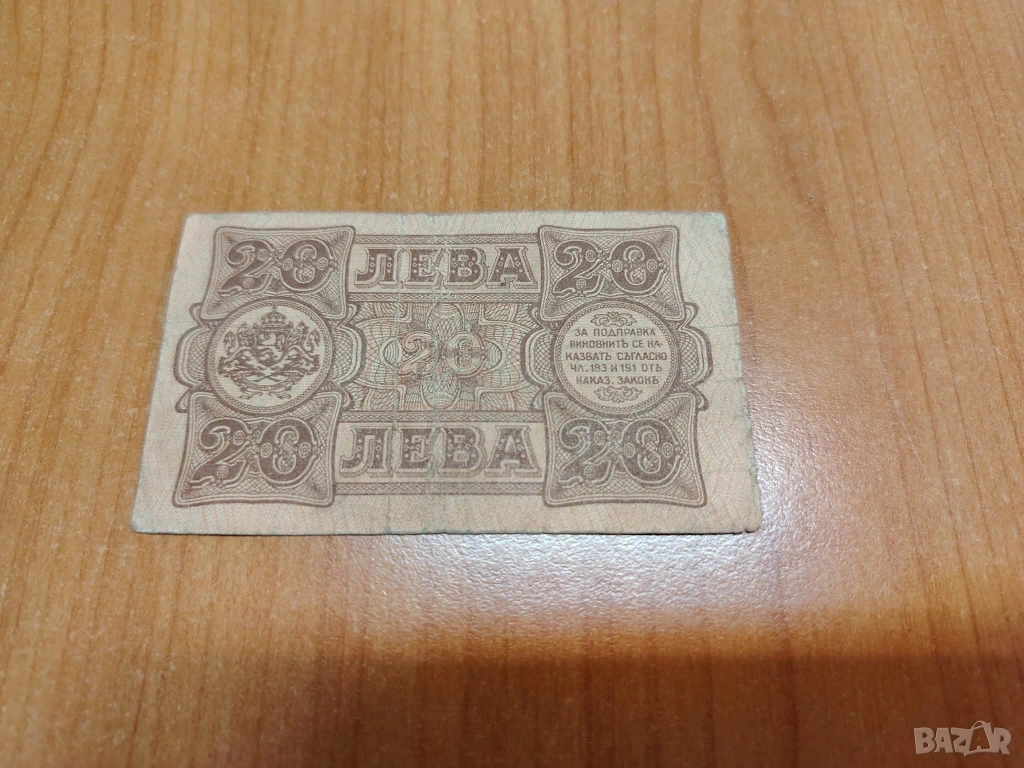 20 ЛЕВА 20
ЗА ПОДПРАВКА
ВИНОВНИТѢ СЕ НА-
КАЗВАТЪ СЪГЛАСНО
ЧЛ. 183 И 191 ОТЪ
НАКАЗ. ЗАКОНЪ
20
20 ЛЕВА 20
BAZAR